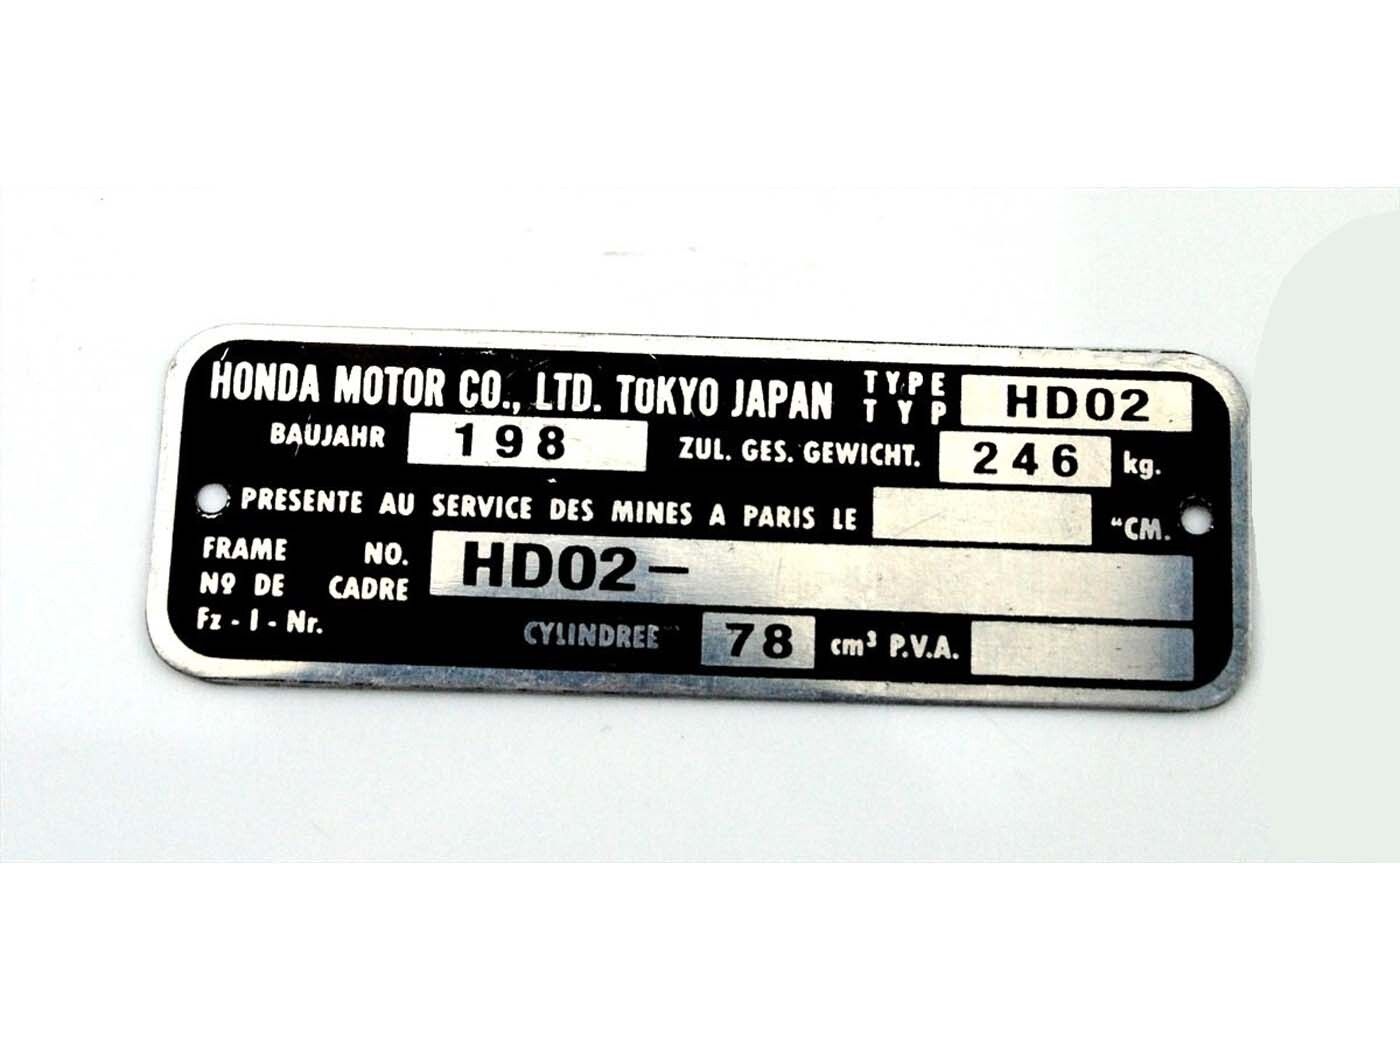 HONDA MOTOR CO., LTD. TOKYO JAPAN TYPE TYP HD02
BAUJAHR 198 ZUL. GES. GEWICHT. 246 kg.
PRESENTE AU SERVICE DES MINES A PARIS LE "CM.
FRAME NO. HD02-
Nº DE CADRE
Fz - I - Nr.
CYLINDREE 78 cm³ P.V.A.